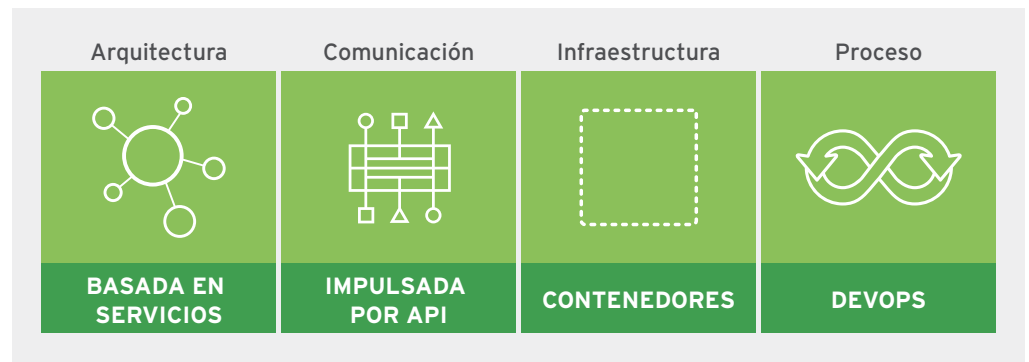 Arquitectura
Comunicación
Infraestructura
Proceso
BASADA EN
SERVICIOS
IMPULSADA
POR API
CONTENEDORES
DEVOPS